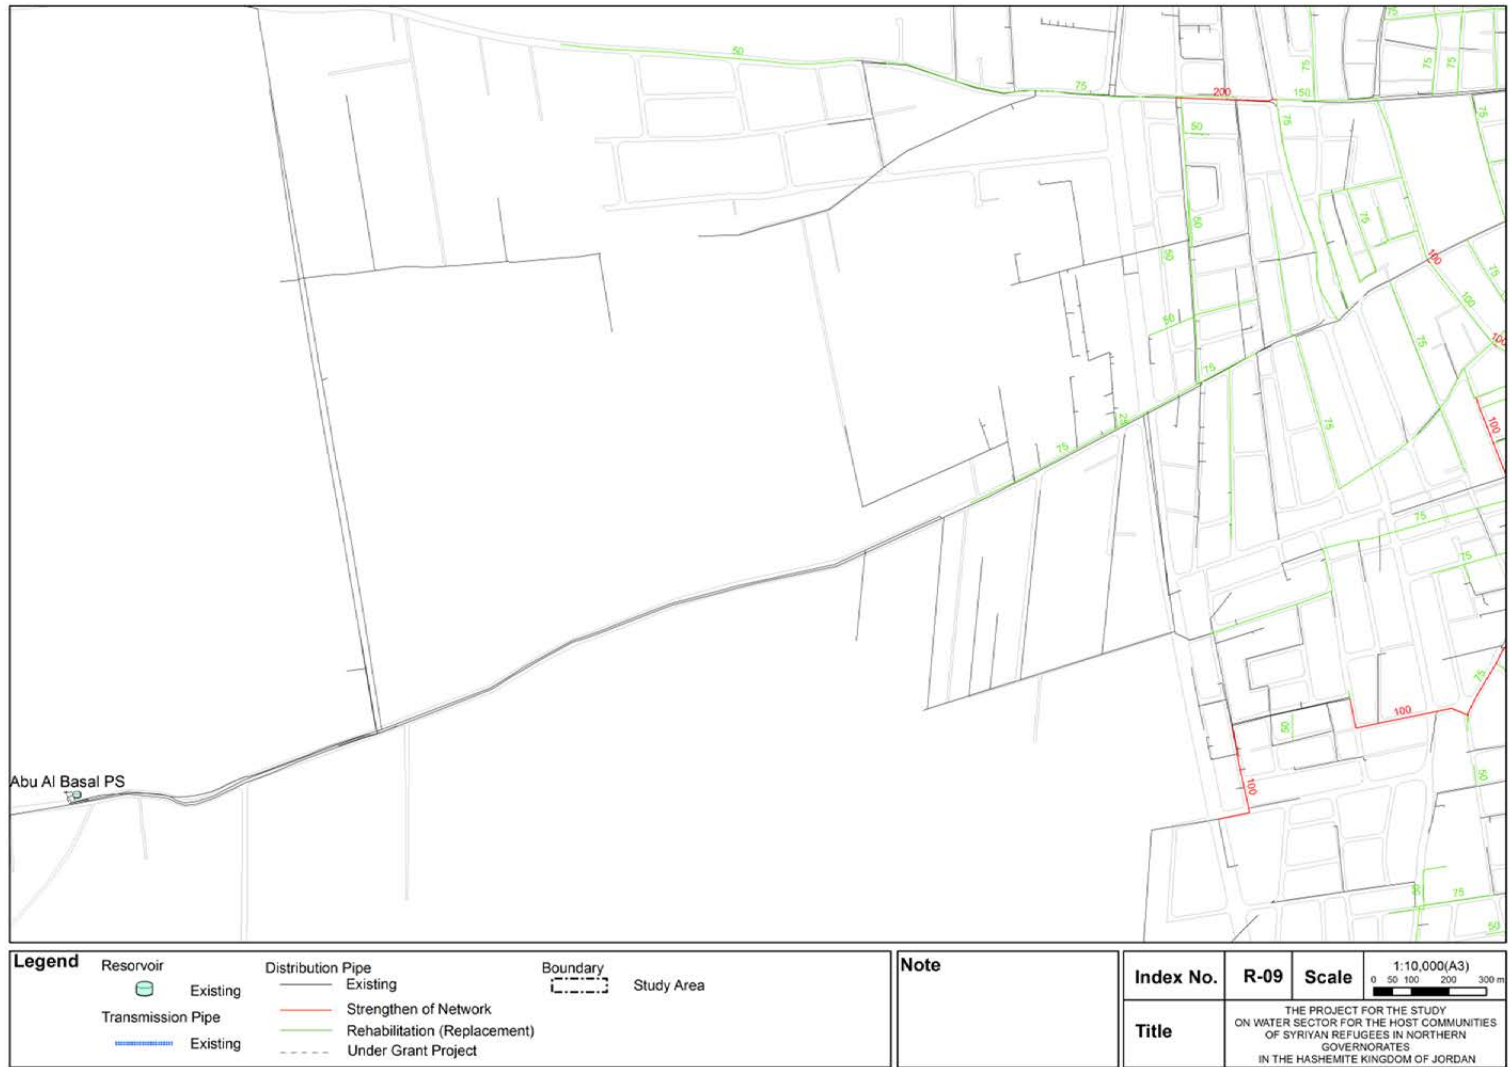 75
50
75
75
75
75
200
150
75
75
50
75
50
50
100
75
100
50
75
100
75
75
100
75
25
75
75
75
100
50
100
50
50
75
50
Abu Al Basal PS
Legend
Resorvoir
Existing
Transmission Pipe
Existing
Distribution Pipe
Existing
Strengthen of Network
Rehabilitation (Replacement)
Under Grant Project
Boundary
Study Area
Note
Index No.
R-09
Scale
1:10,000(A3)
0 50 100 200 300 m
Title
THE PROJECT FOR THE STUDY
ON WATER SECTOR FOR THE HOST COMMUNITIES
OF SYRIYAN REFUGEES IN NORTHERN
GOVERNORATES
IN THE HASHEMITE KINGDOM OF JORDAN